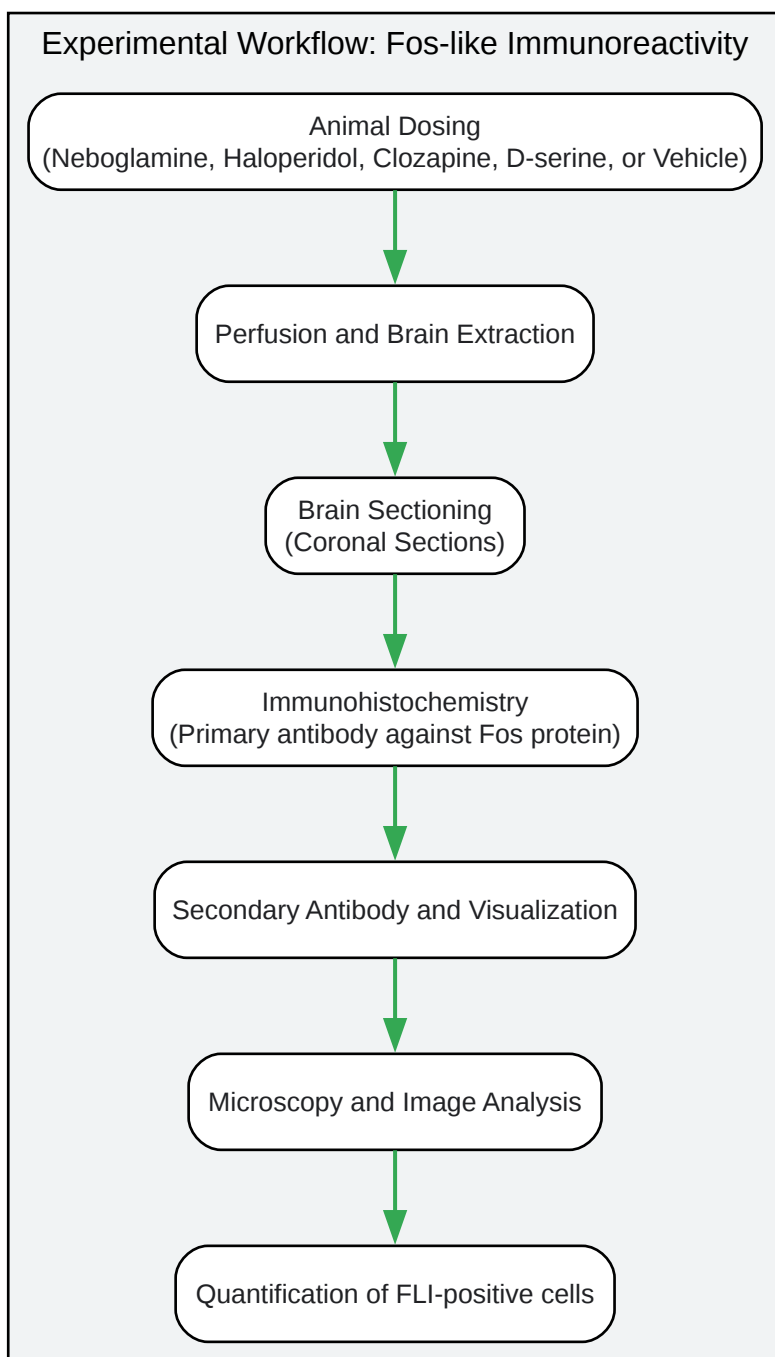 Experimental Workflow: Fos-like Immunoreactivity
Animal Dosing
(Neboglamine, Haloperidol, Clozapine, D-serine, or Vehicle)
Perfusion and Brain Extraction
Brain Sectioning
(Coronal Sections)
Immunohistochemistry
(Primary antibody against Fos protein)
Secondary Antibody and Visualization
Microscopy and Image Analysis
Quantification of FLI-positive cells